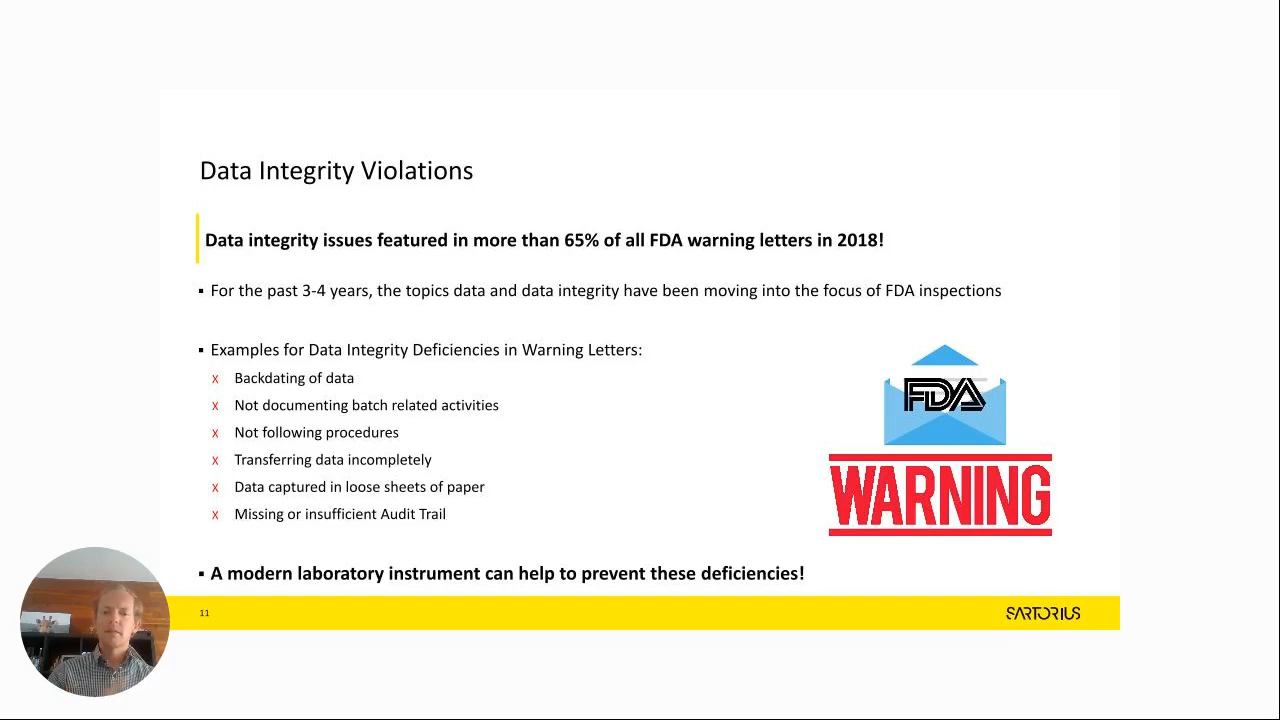 Data Integrity Violations
Data integrity issues featured in more than 65% of all FDA warning letters in 2018!
▪ For the past 3-4 years, the topics data and data integrity have been moving into the focus of FDA inspections
▪ Examples for Data Integrity Deficiencies in Warning Letters:
x Backdating of data
x Not documenting batch related activities
x Not following procedures
x Transferring data incompletely
x Data captured in loose sheets of paper
x Missing or insufficient Audit Trail
FDA
WARNING
▪ A modern laboratory instrument can help to prevent these deficiencies!
11
SARTORIUS